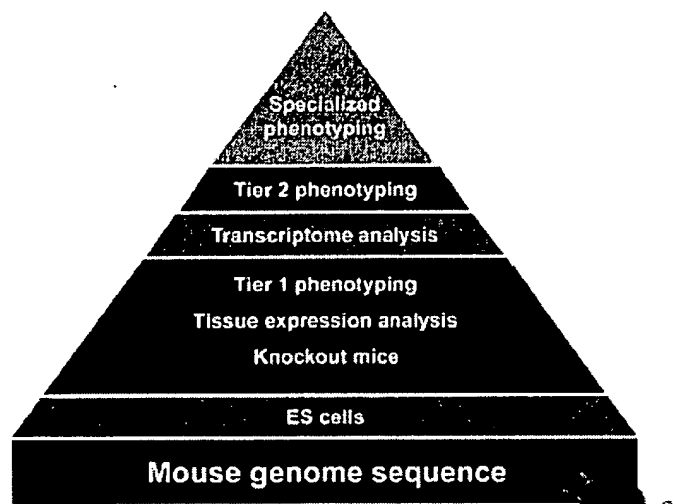 Specialized
phenotyping
Tier 2 phenotyping
Transcriptome analysis
Tier 1 phenotyping
Tissue expression analysis
Knockout mice
ES cells
Mouse genome sequence